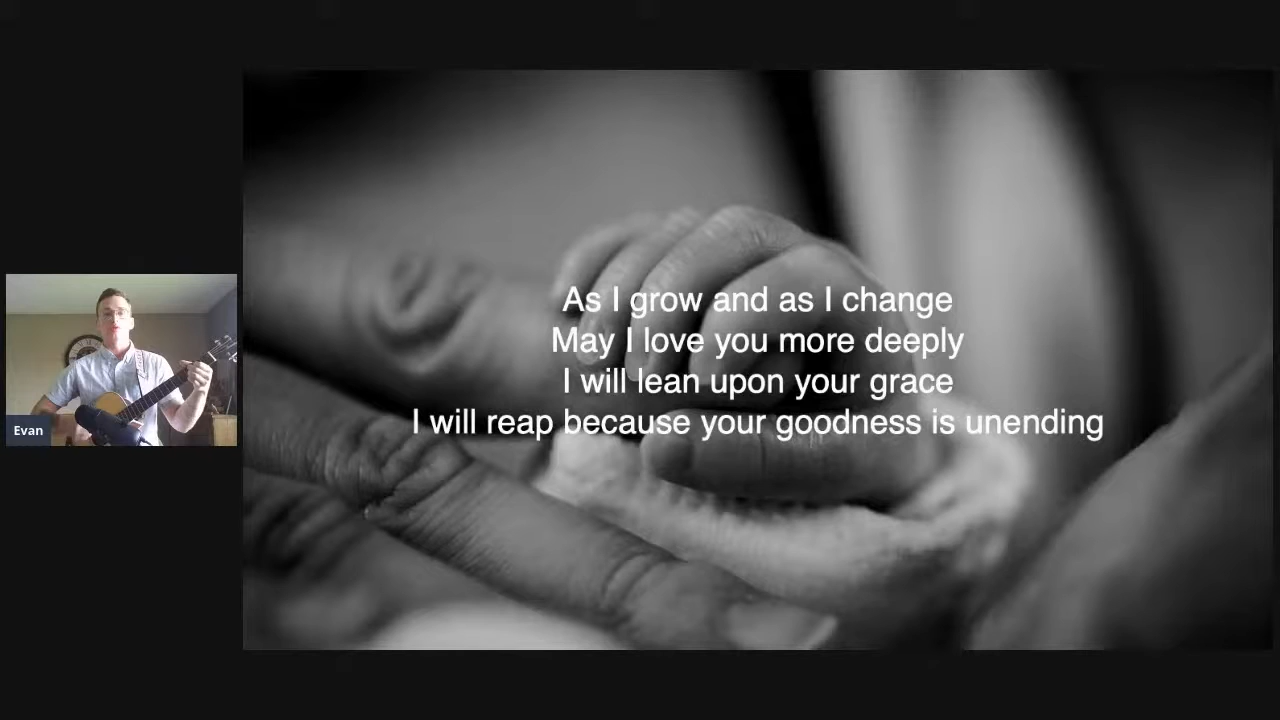 As I grow and as I change
May I love you more deeply
I will lean upon your grace
I will reap because your goodness is unending
Evan